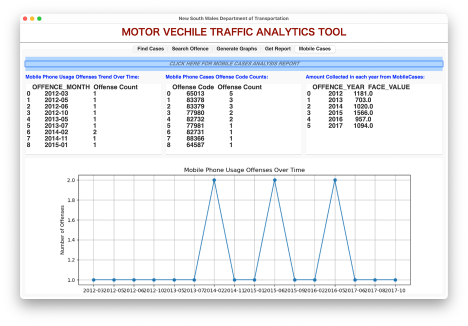 New South Wales Department of Transportation
MOTOR VECHILE TRAFFIC ANALYTICS TOOL
Find Cases Search Offence Generate Graphs Get Report Mobile Cases
CLICK HERE FOR MOBILE CASES ANALYSIS REPORT
Mobile Phone Usage Offenses Trend Over Time:
OFFENCE_MONTH Offense Count
0 2012-03 1
1 2012-05 1
2 2012-06 1
3 2012-10 1
4 2013-05 1
5 2013-07 1
6 2014-02 2
7 2014-11 1
8 2015-01 1
Mobile Phone Cases Offense Code Counts:
Offense Code Offense Count
0 65013 5
1 83378 3
2 83379 3
3 77980 2
4 82732 2
5 77981 1
6 82731 1
7 88366 1
8 64587 1
Amount Collected in each year from MobileCases:
OFFENCE_YEAR FACE_VALUE
0 2012 1181.0
1 2013 703.0
2 2014 1020.0
3 2015 1566.0
4 2016 957.0
5 2017 1094.0
Mobile Phone Usage Offenses Over Time
Number of Offenses
2.0
1.8
1.6
1.4
1.2
1.0
2012-03 2012-05 2012-06 2012-10 2013-05 2013-07 2014-02 2014-11 2015-01 2015-06 2015-09 2016-02 2016-05 2017-06 2017-08 2017-10